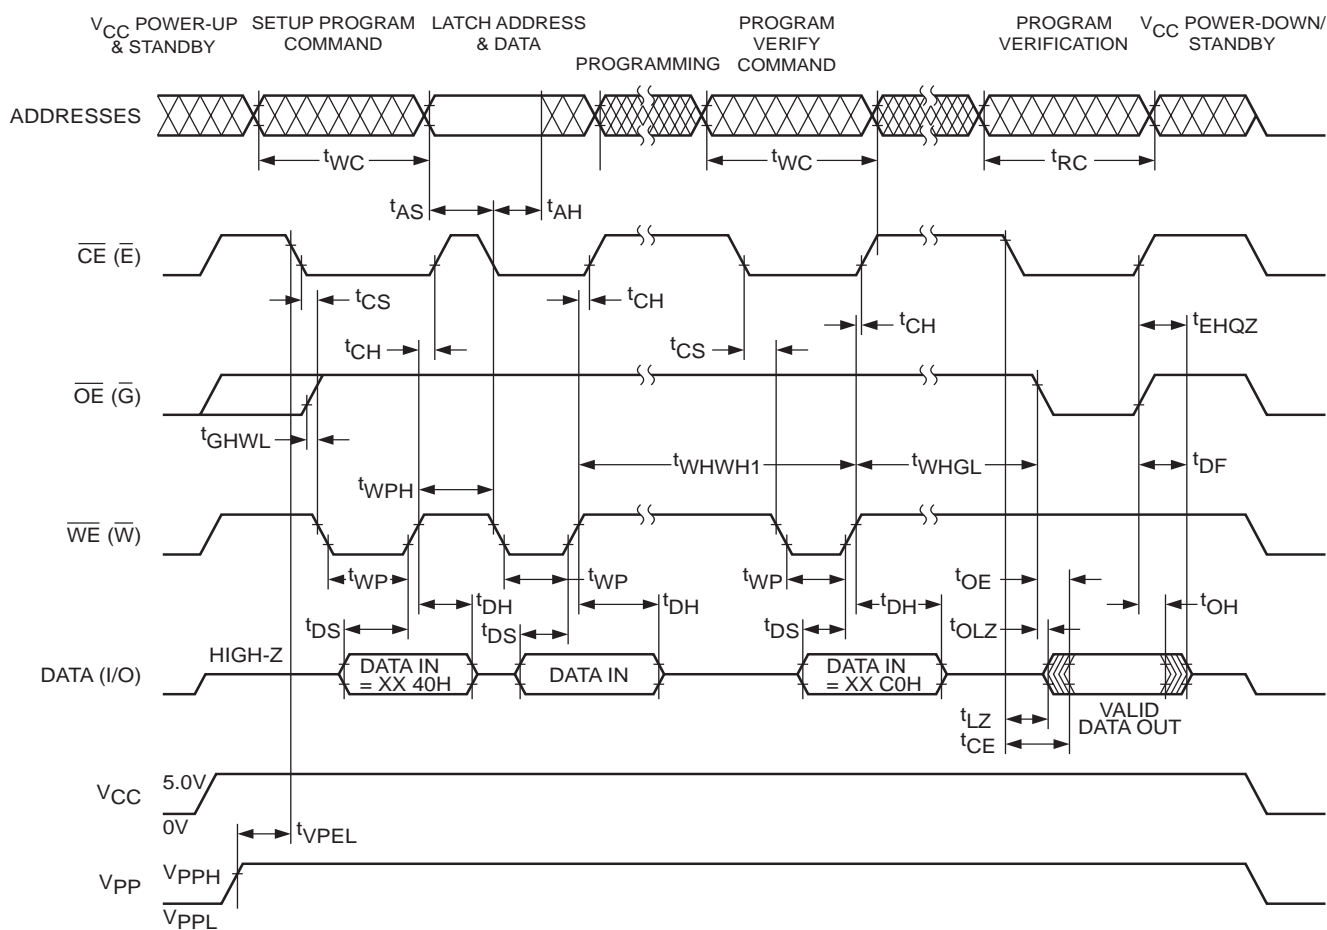 VCC POWER-UP
& STANDBY
SETUP PROGRAM
COMMAND
LATCH ADDRESS
& DATA
PROGRAMMING
PROGRAM
VERIFY
COMMAND
PROGRAM
VERIFICATION
VCC POWER-DOWN/
STANDBY
ADDRESSES
tWC
tWC
tRC
tAS
tAH
C̅E̅ (E̅)
tCS
tCH
tCH
tCS
tCH
tEHQZ
O̅E̅ (G̅)
tGHWL
tWPH
tWHWH1
tWHGL
tDF
W̅E̅ (W̅)
tWP
tWP
tWP
tOE
tDH
tDH
tDH
tOH
tDS
tDS
tDS
tOLZ
DATA (I/O)
HIGH-Z
DATA IN
= XX 40H
DATA IN
DATA IN
= XX C0H
VALID
DATA OUT
tLZ
tCE
VCC
5.0V
0V
tVPEL
VPP
VPPH
VPPL